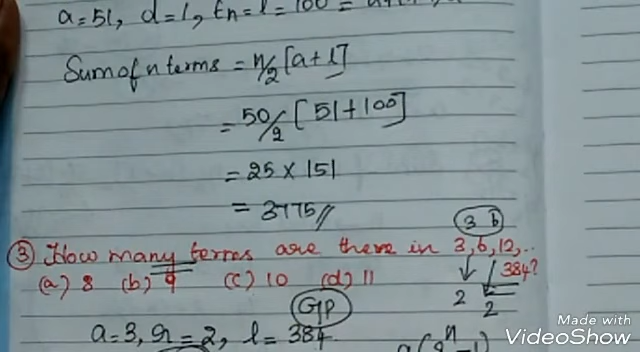 a=51, d=1, tn=l=100 =
Sum of n terms = n/2 [a+l]
= 50/2 [51+100]
= 25 × 151
= 3775//
3 6
③ How many terms are there in 3,6,12,..
384?
(a) 8 (b) 9 (c) 10 (d) 11
2
2
GP
a=3, r=2, l=384
Made with
VideoShow